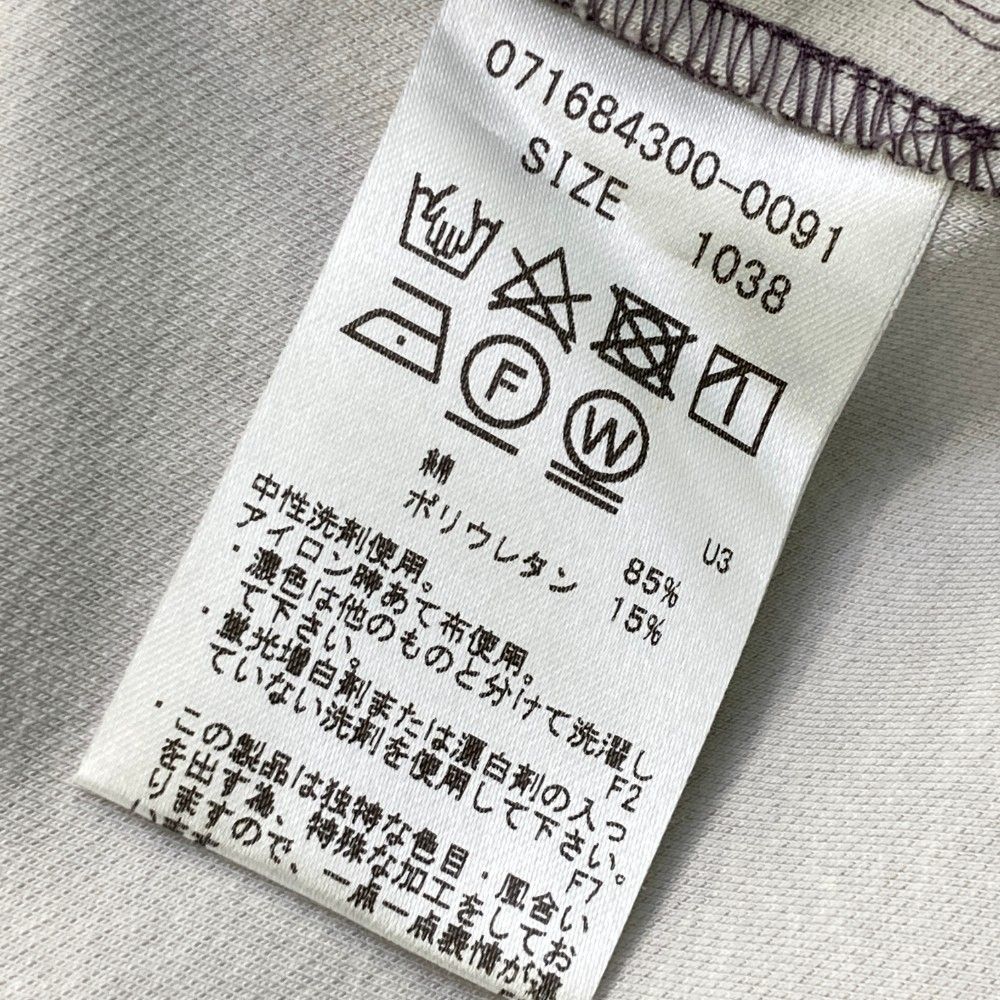 071684300-0091
SIZE 1038
F
W
U3
綿 85%
ポリウレタン 15%
中性洗剤使用。
アイロン時あて布使用。
・濃色は他のものと分けて洗濯し
て下さい。 F2
・蛍光増白剤または漂白剤の入っ
ていない洗剤を使用して下さい。
F7
・この製品は独特な色目・風合い
を出す為、特殊な加工をしてお
りますので、一点一点表情が
います